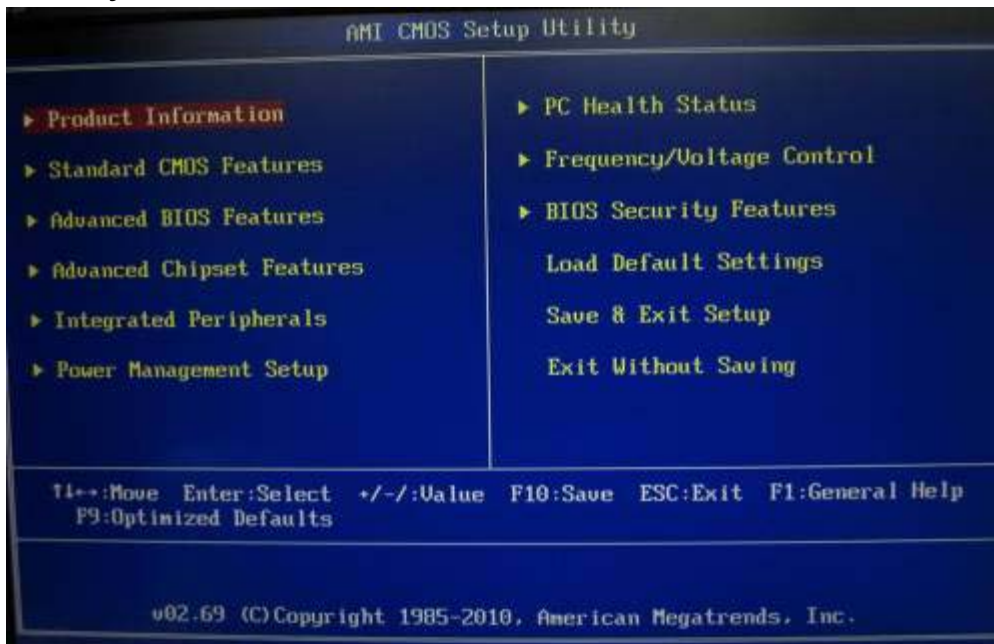 AMI CMOS Setup Utility
▶ Product Information
▶ Standard CMOS Features
▶ Advanced BIOS Features
▶ Advanced Chipset Features
▶ Integrated Peripherals
▶ Power Management Setup
▶ PC Health Status
▶ Frequency/Voltage Control
▶ BIOS Security Features
Load Default Settings
Save & Exit Setup
Exit Without Saving
↑↓←→:Move Enter:Select +/-/:Value F10:Save ESC:Exit F1:General Help
F9:Optimized Defaults
v02.69 (C)Copyright 1985-2010, American Megatrends, Inc.